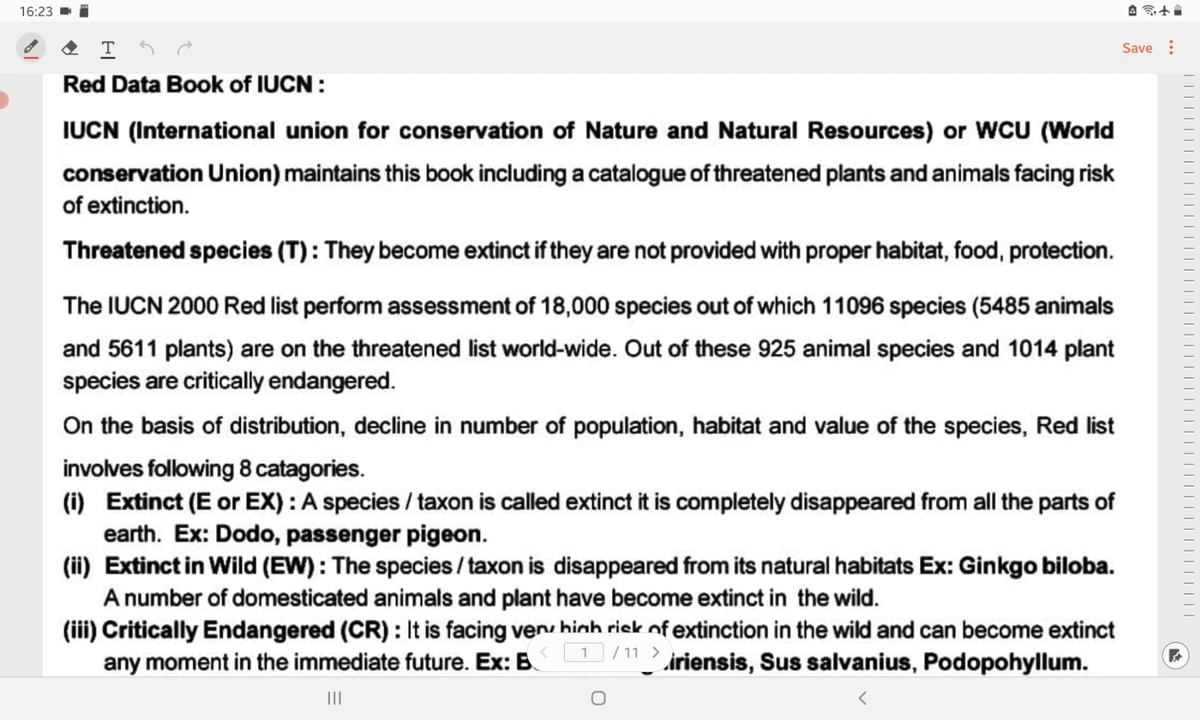 16:23
T
Save
Red Data Book of IUCN :
IUCN (International union for conservation of Nature and Natural Resources) or WCU (World
conservation Union) maintains this book including a catalogue of threatened plants and animals facing risk
of extinction.
Threatened species (T) : They become extinct if they are not provided with proper habitat, food, protection.
The IUCN 2000 Red list perform assessment of 18,000 species out of which 11096 species (5485 animals
and 5611 plants) are on the threatened list world-wide. Out of these 925 animal species and 1014 plant
species are critically endangered.
On the basis of distribution, decline in number of population, habitat and value of the species, Red list
involves following 8 catagories.
(i) Extinct (E or EX) : A species / taxon is called extinct it is completely disappeared from all the parts of
earth. Ex: Dodo, passenger pigeon.
(ii) Extinct in Wild (EW) : The species / taxon is disappeared from its natural habitats Ex: Ginkgo biloba.
A number of domesticated animals and plant have become extinct in the wild.
(iii) Critically Endangered (CR) : It is facing very high risk of extinction in the wild and can become extinct
any moment in the immediate future. Ex: Sus salvanius, Podopohyllum.
1 / 11